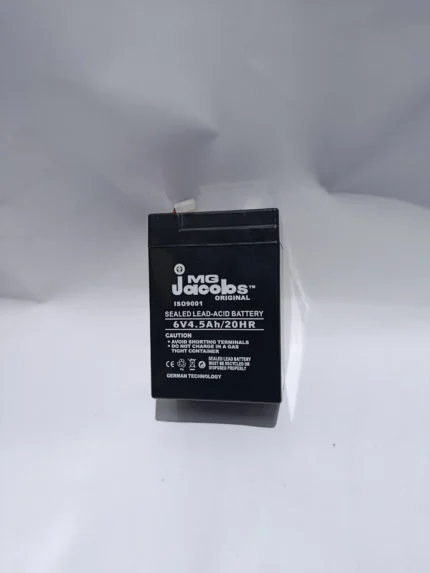 MG
Jacobs™
ORIGINAL
ISO9001
SEALED LEAD-ACID BATTERY
6V4.5Ah/20HR
CAUTION
• AVOID SHORTING TERMINALS
• DO NOT CHARGE IN A GAS
TIGHT CONTAINER
SEALED LEAD BATTERY
MUST BE RECYCLED OR
DISPOSED PROPERLY
CE
GERMAN TECHNOLOGY